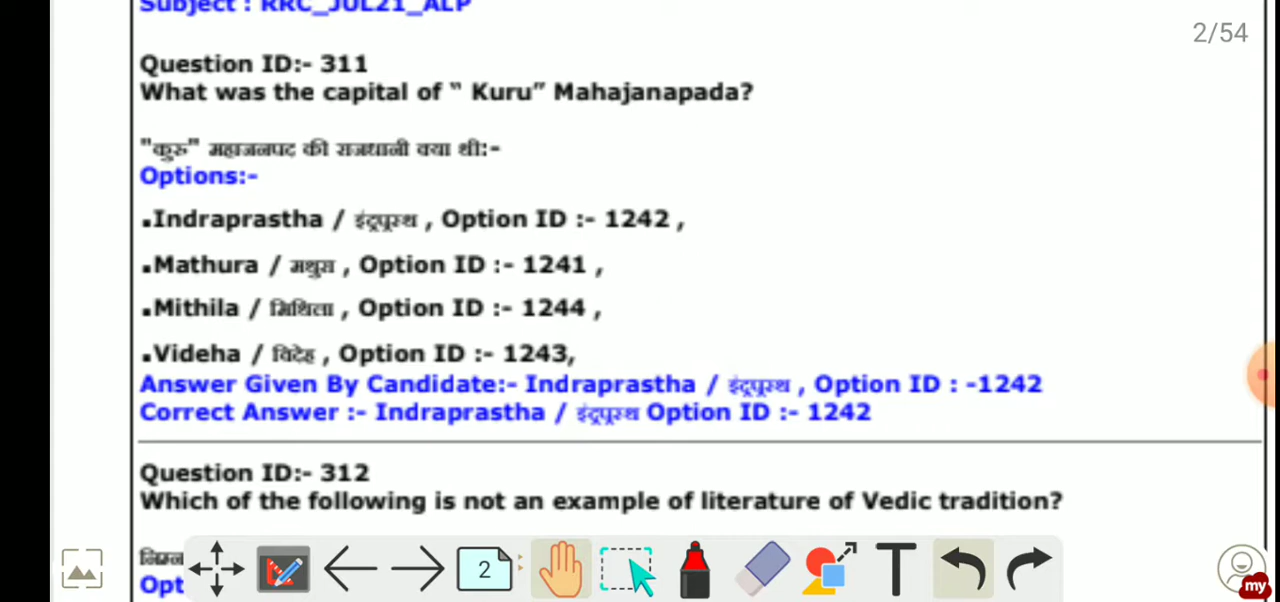 Subject : RRC_JUL21_ALP
2/54
Question ID:- 311
What was the capital of “ Kuru” Mahajanapada?
"कुरु" महाजनपद की राजधानी क्या थी:-
Options:-
.Indraprastha / इंद्रप्रस्थ , Option ID :- 1242 ,
.Mathura / मथुरा , Option ID :- 1241 ,
.Mithila / मिथिला , Option ID :- 1244 ,
.Videha / विदेह , Option ID :- 1243,
Answer Given By Candidate:- Indraprastha / इंद्रप्रस्थ , Option ID : -1242
Correct Answer :- Indraprastha / इंद्रप्रस्थ Option ID :- 1242
Question ID:- 312
Which of the following is not an example of literature of Vedic tradition?
2
T
my